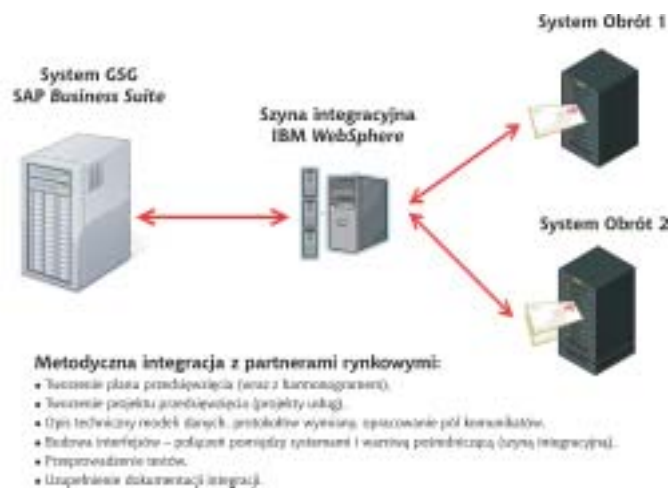 System Obrót 1
System GSG
SAP Business Suite
Szyna integracyjna
IBM WebSphere
System Obrót 2
Metodyczna integracja z partnerami rynkowymi:
• Tworzenie planu przedsięwzięcia (wraz z harmonogramem).
• Tworzenie projektu przedsięwzięcia (projekty usług).
• Opis techniczny modeli danych, protokołów wymiany, opracowanie pól komunikatów.
• Budowa interfejsów – połączeń pomiędzy systemami i warstwą pośredniczącą (szyną integracyjną).
• Przeprowadzenie testów.
• Uzupełnienie dokumentacji integracji.